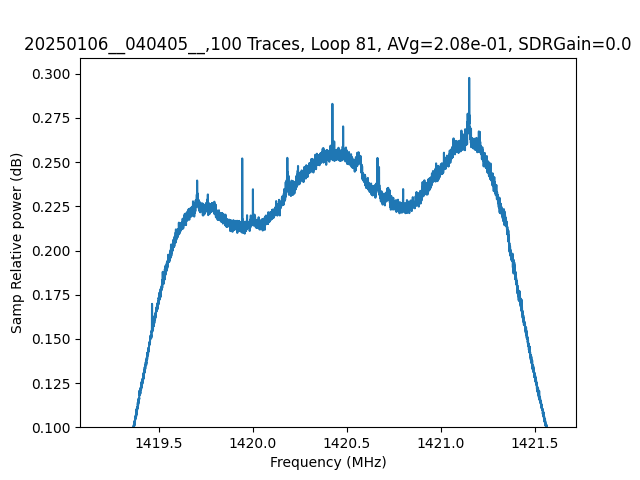 20250106__040405__,100 Traces, Loop 81, AVg=2.08e-01, SDRGain=0.0
0.300
0.275
0.250
0.225
0.200
0.175
0.150
0.125
0.100
Samp Relative power (dB)
1419.5 1420.0 1420.5 1421.0 1421.5
Frequency (MHz)